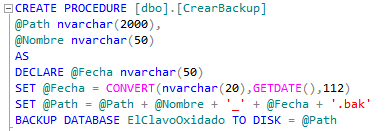 CREATE PROCEDURE [dbo].[CrearBackup]
@Path nvarchar(2000),
@Nombre nvarchar(50)
AS
DECLARE @Fecha nvarchar(50)
SET @Fecha = CONVERT(nvarchar(20),GETDATE(),112)
SET @Path = @Path + @Nombre + '_' + @Fecha + '.bak'
BACKUP DATABASE ElClavoOxidado TO DISK = @Path